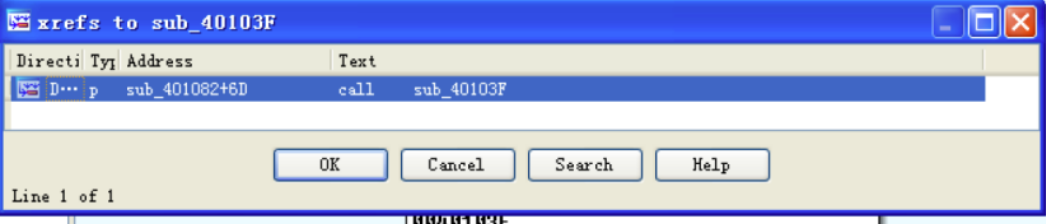 xrefs to sub_40103F
Directi Typ Address Text
D··· p sub_401082+6D call sub_40103F
OK Cancel Search Help
Line 1 of 1